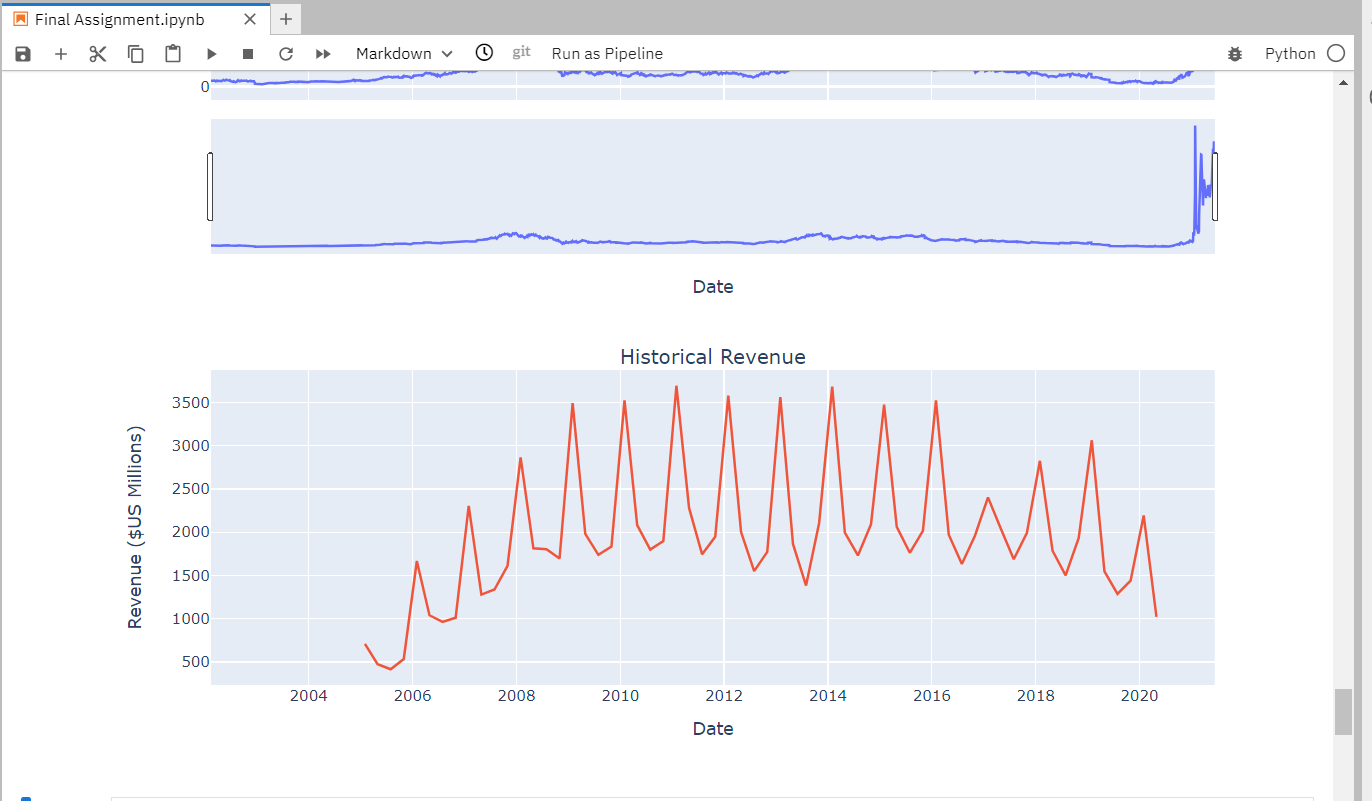 Final Assignment.ipynb
Markdown
git
Run as Pipeline
Python
0
Date
Historical Revenue
3500
3000
2500
2000
1500
1000
500
Revenue ($US Millions)
2004 2006 2008 2010 2012 2014 2016 2018 2020
Date